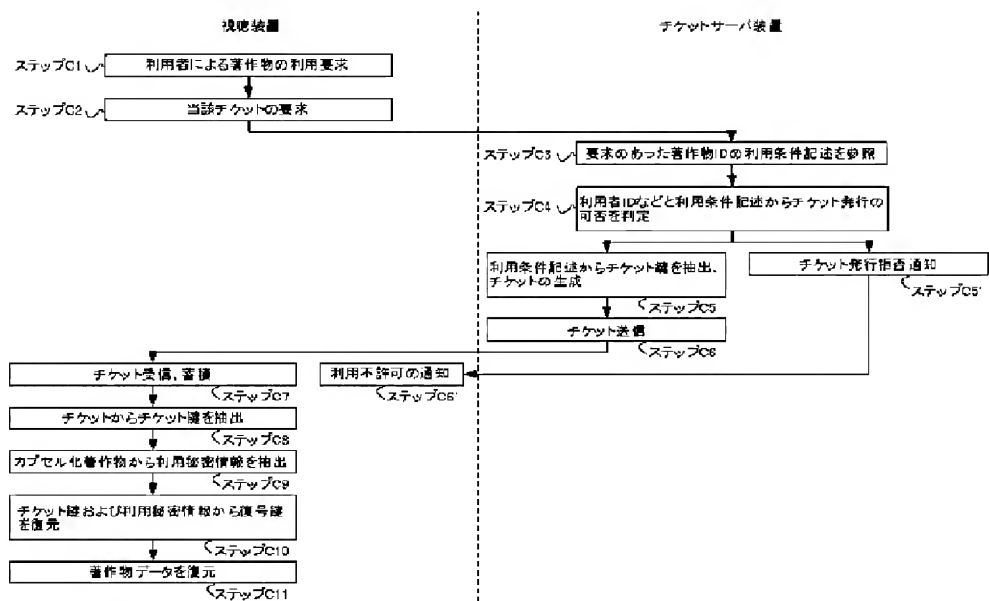 視聴装置
チケットサーバ装置
ステップC1
利用者による著作物の利用要求
ステップC2
当該チケットの要求
ステップC3
要求のあった著作物IDの利用条件記述を参照
ステップC4
利用者IDなどと利用条件記述からチケット発行の
可否を判定
利用条件記述からチケット鍵を抽出、
チケットの生成
ステップC5
チケット発行拒否通知
ステップC5'
チケット送信
ステップC6
チケット受信、蓄積
ステップC7
利用不許可の通知
ステップC6'
チケットからチケット鍵を抽出
ステップC8
カプセル化著作物から利用秘密情報を抽出
ステップC9
チケット鍵および利用秘密情報から復号鍵
を復元
ステップC10
著作物データを復元
ステップC11